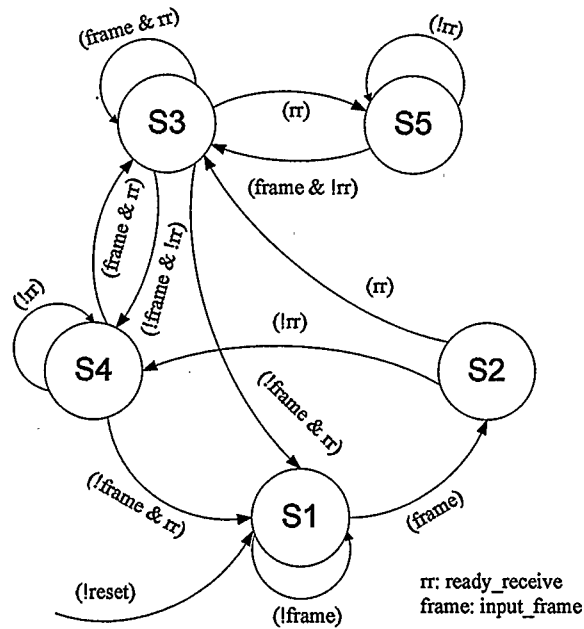 (frame & rr)
(!rr)
S3
(rr)
S5
(frame & !rr)
(frame & rr)
(!frame & !rr)
(rr)
(!rr)
(!rr)
S4
S2
(!frame & rr)
(!frame & rr)
S1
(frame)
(!reset)
(!frame)
rr: ready_receive
frame: input_frame